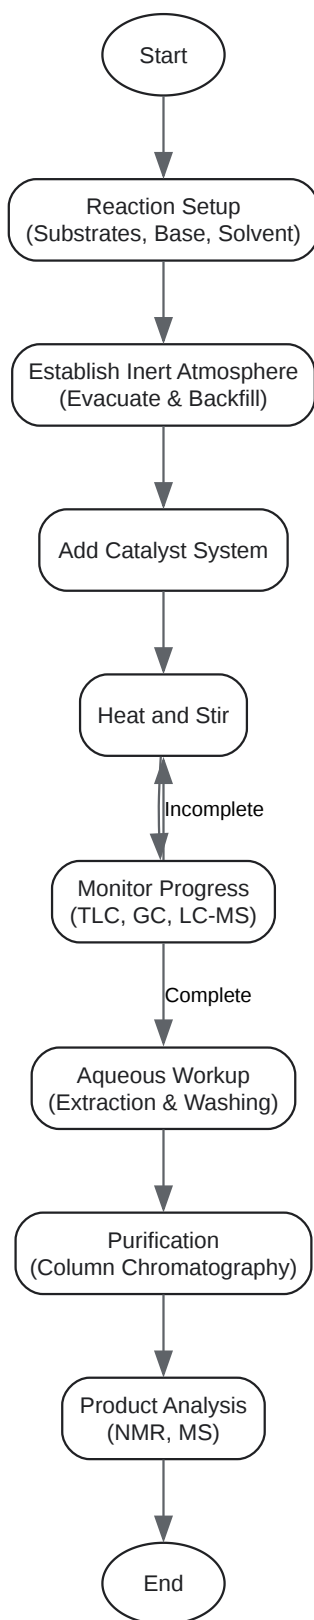 Start
Reaction Setup
(Substrates, Base, Solvent)
Establish Inert Atmosphere
(Evacuate & Backfill)
Add Catalyst System
Heat and Stir
Incomplete
Monitor Progress
(TLC, GC, LC-MS)
Complete
Aqueous Workup
(Extraction & Washing)
Purification
(Column Chromatography)
Product Analysis
(NMR, MS)
End